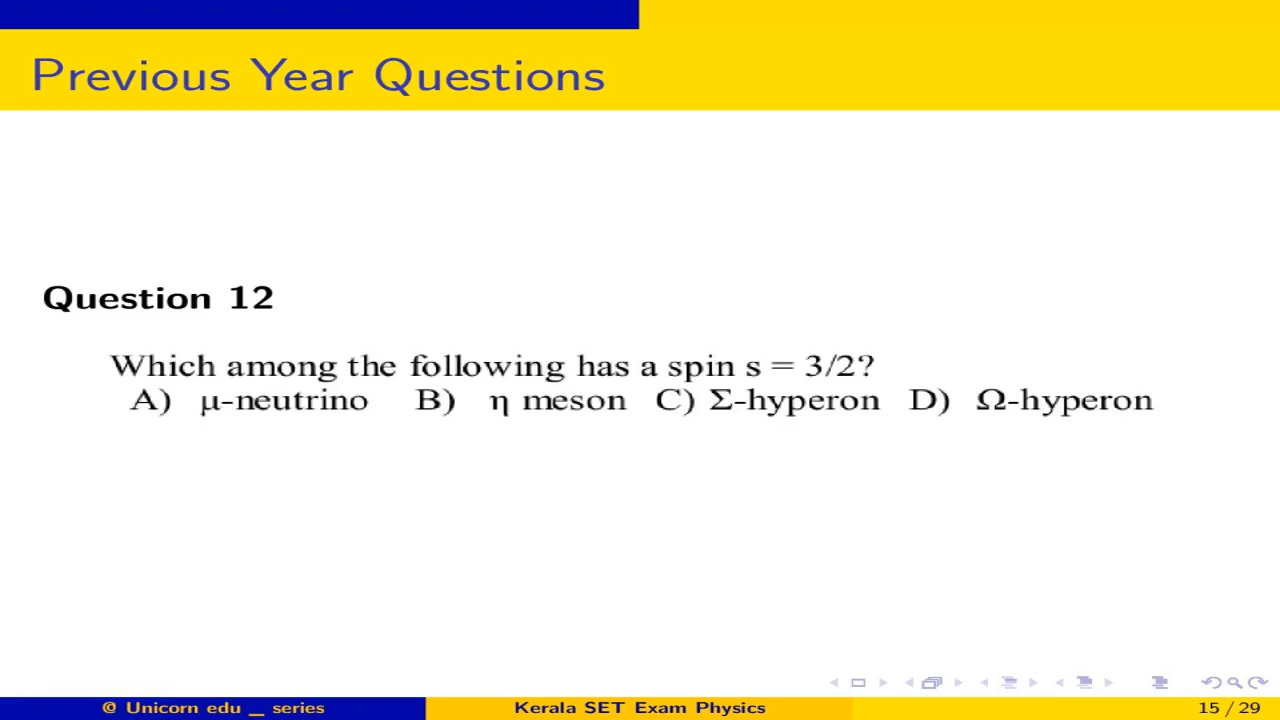 Previous Year Questions
Question 12
Which among the following has a spin s = 3/2?
A) μ-neutrino B) η meson C) Σ-hyperon D) Ω-hyperon
@ Unicorn edu _ series Kerala SET Exam Physics 15 / 29